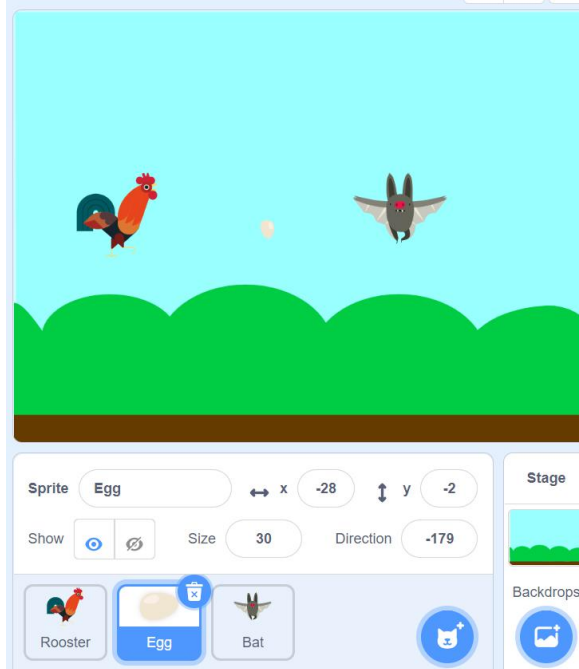 Sprite Egg x -28 y -2
Stage
Show Size 30 Direction -179
Backdrops
Rooster Egg Bat